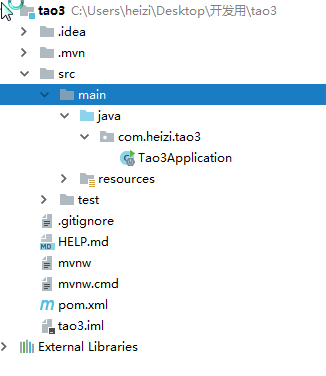 tao3 C:\Users\heizi\Desktop\开发用\tao3
.idea
.mvn
src
main
java
com.heizi.tao3
Tao3Application
resources
test
.gitignore
MD HELP.md
mvnw
mvnw.cmd
pom.xml
tao3.iml
External Libraries